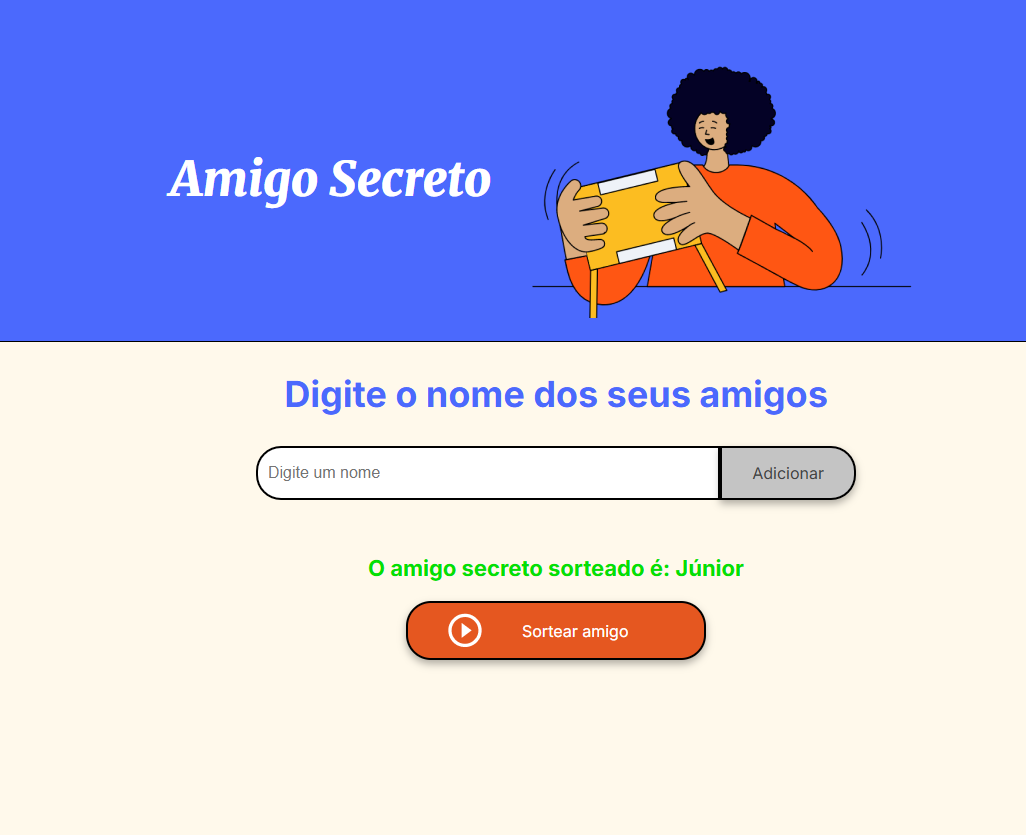 Amigo Secreto
Digite o nome dos seus amigos
Digite um nome
Adicionar
O amigo secreto sorteado é: Júnior
Sortear amigo